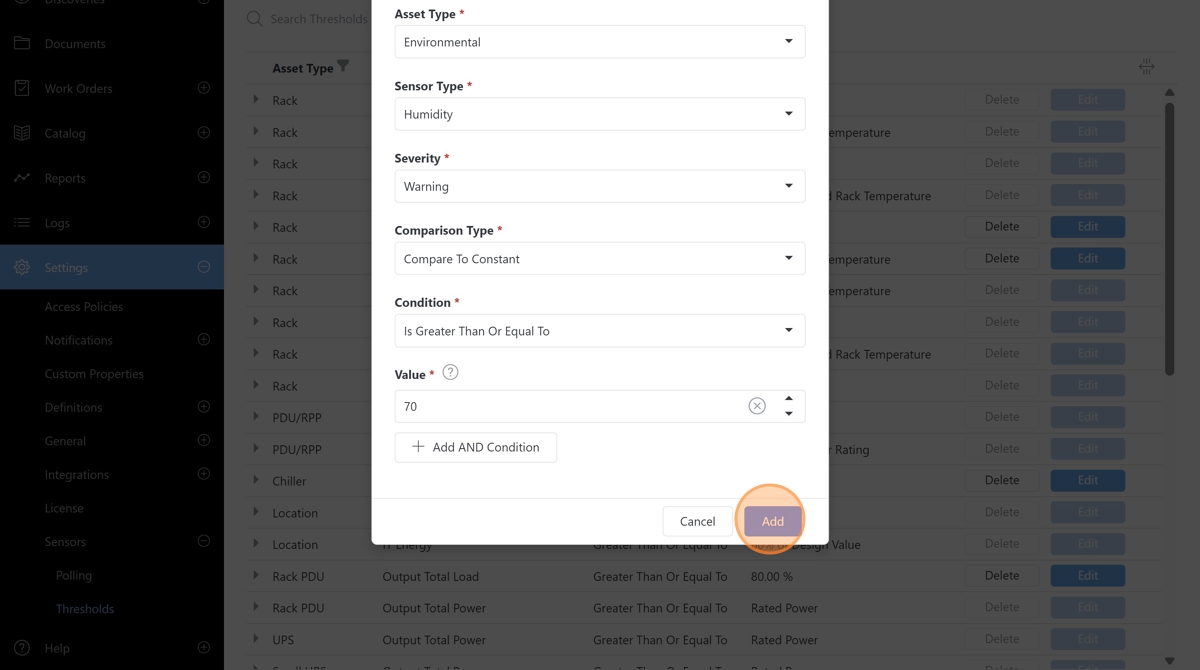 Discoveries
Documents
Work Orders
Catalog
Reports
Logs
Settings
Access Policies
Notifications
Custom Properties
Definitions
General
Integrations
License
Sensors
Polling
Thresholds
Help
Search Thresholds
Asset Type
Asset Type *
Environmental
Sensor Type *
Humidity
Severity *
Warning
Comparison Type *
Compare To Constant
Condition *
Is Greater Than Or Equal To
Value * ?
70
Add AND Condition
Cancel
Add
Rack Delete Edit
Rack emperature Delete Edit
Rack Delete Edit
Rack d Rack Temperature Delete Edit
Rack Delete Edit
Rack emperature Delete Edit
Rack emperature Delete Edit
Rack Delete Edit
Rack d Rack Temperature Delete Edit
Rack Delete Edit
PDU/RPP Delete Edit
PDU/RPP r Rating Delete Edit
Chiller Delete Edit
Location Delete Edit
Location IT Energy Greater Than Or Equal To of Design Value Delete Edit
Rack PDU Output Total Load Greater Than Or Equal To 80.00 % Delete Edit
Rack PDU Output Total Power Greater Than Or Equal To Rated Power Delete Edit
UPS Output Total Power Greater Than Or Equal To Rated Power Delete Edit